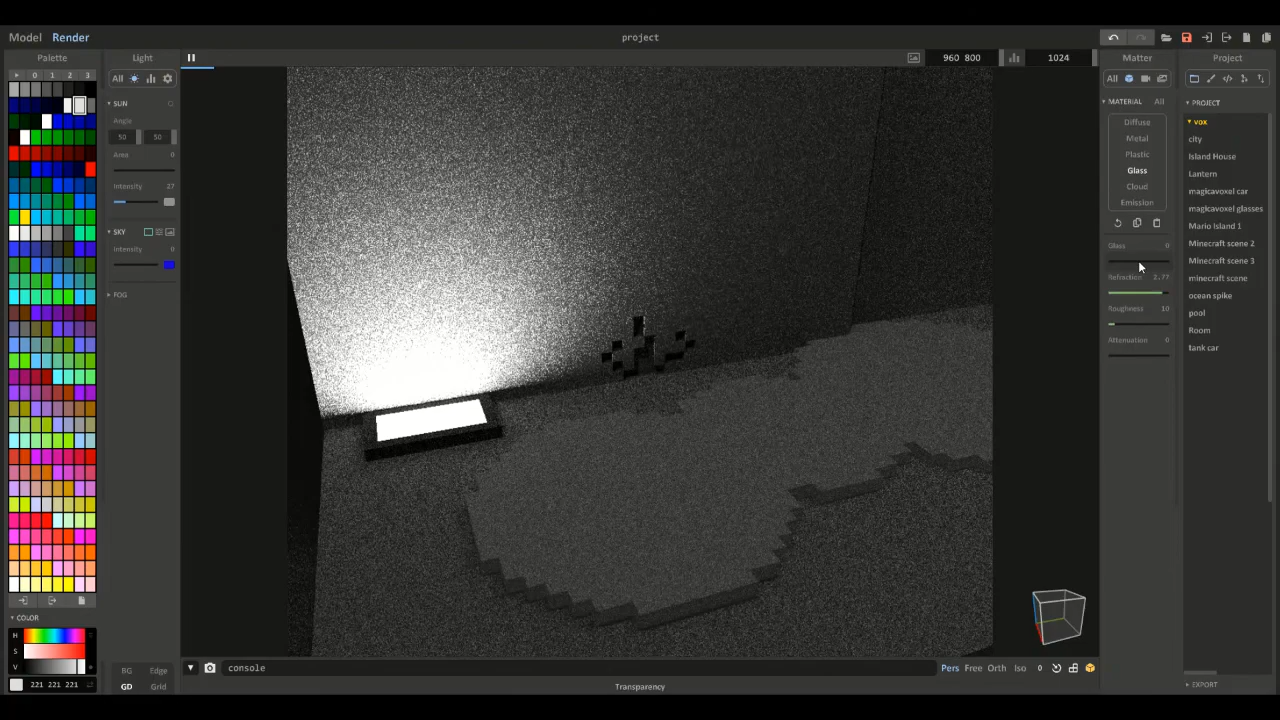 Model Render
project
Palette
Light
960 800
1024
Matter
Project
0 1 2 3
All
All
SUN
Angle
50 50
Area 0
Intensity 27
SKY
Intensity 0
FOG
MATERIAL All
Diffuse
Metal
Plastic
Glass
Cloud
Emission
Glass 0
Refraction 2.77
Roughness 10
Attenuation 0
PROJECT
vox
city
Island House
Lantern
magicavoxel car
magicavoxel glasses
Mario Island 1
Minecraft scene 2
Minecraft scene 3
minecraft scene
ocean spike
pool
Room
tank car
COLOR
H
S
V
221 221 221
BG Edge
GD Grid
console
Pers Free Orth Iso 0
Transparency
EXPORT